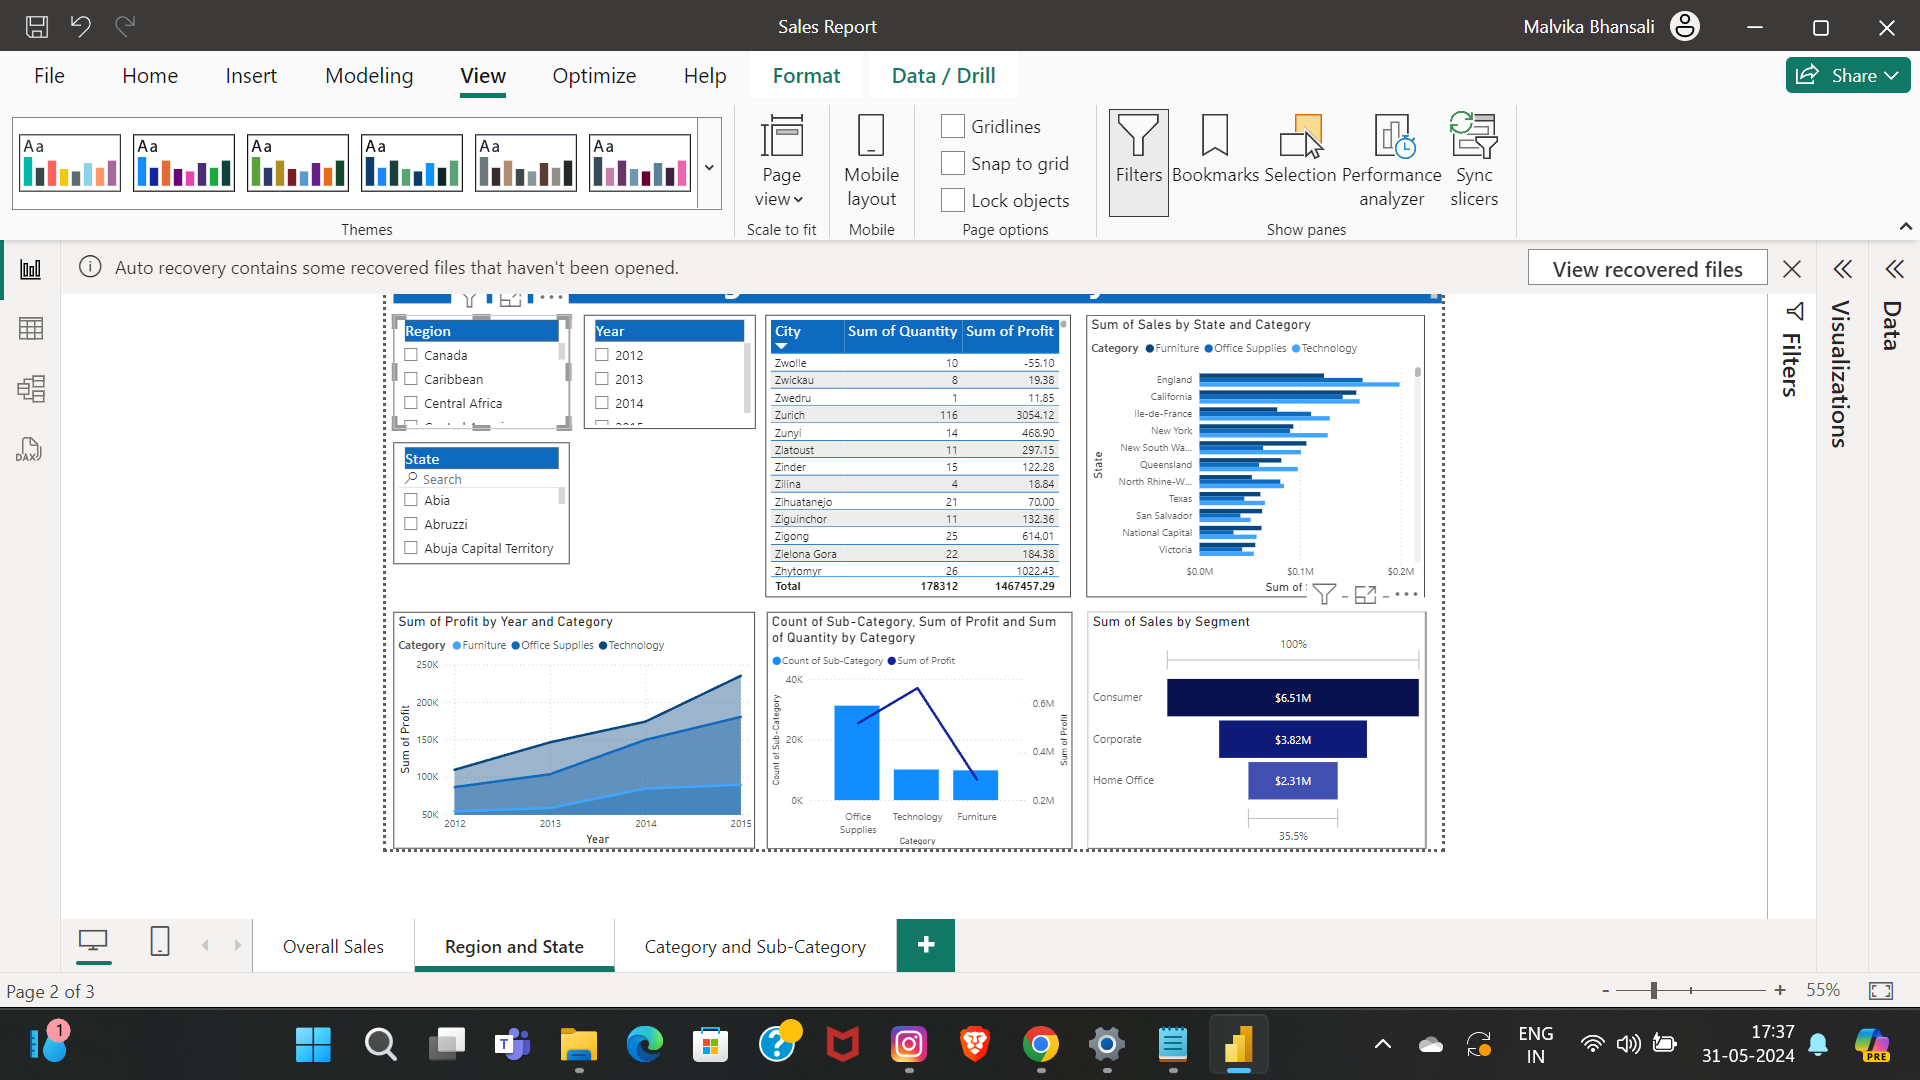 Sales Report
Malvika Bhansali
File Home Insert Modeling View Optimize Help Format Data / Drill
Share
Aa Aa Aa Aa Aa Aa
Themes
Page view
Scale to fit
Mobile layout
Mobile
Gridlines
Snap to grid
Lock objects
Page options
Filters
Bookmarks
Selection
Performance analyzer
Sync slicers
Show panes
Auto recovery contains some recovered files that haven't been opened.
View recovered files
Filters
Visualizations
Data
DAX
Region
Canada
Caribbean
Central Africa
Year
2012
2013
2014
2015
State
Search
Abia
Abruzzi
Abuja Capital Territory
City Sum of Quantity Sum of Profit
Zwolle 10 -55.10
Zwickau 8 19.38
Zwedru 1 11.85
Zurich 116 3054.12
Zunyi 14 468.90
Zlatoust 11 297.15
Zinder 15 122.28
Zilina 4 18.84
Zihuatanejo 21 70.00
Ziguinchor 11 132.36
Zigong 25 614.01
Zielona Gora 22 184.38
Zhytomyr 26 1022.43
Total 178312 1467457.29
Sum of Sales by State and Category
Category Furniture Office Supplies Technology
State
England
California
Ile-de-France
New York
New South Wa...
Queensland
North Rhine-W...
Texas
San Salvador
National Capital
Victoria
$0.0M $0.1M $0.2M
Sum of
Sum of Profit by Year and Category
Category Furniture Office Supplies Technology
Sum of Profit
250K
200K
150K
100K
50K
2012 2013 2014 2015
Year
Count of Sub-Category, Sum of Profit and Sum
of Quantity by Category
Count of Sub-Category Sum of Profit
Count of Sub-Category
40K
20K
0K
0.6M
0.4M
0.2M
Sum of Profit
Office Supplies Technology Furniture
Category
Sum of Sales by Segment
100%
Consumer $6.51M
Corporate $3.82M
Home Office $2.31M
35.5%
Overall Sales Region and State Category and Sub-Category +
Page 2 of 3
- + 55%
1
T
?
ENG
IN
17:37
31-05-2024
PRE